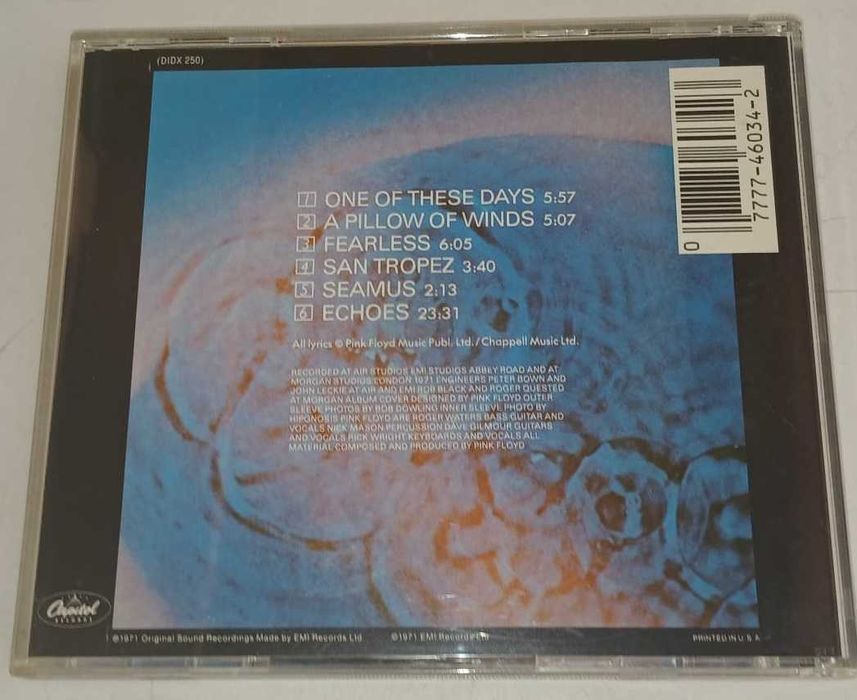 (DIDX 250)
0 7777-46034-2
1 ONE OF THESE DAYS 5:57
2 A PILLOW OF WINDS 5:07
3 FEARLESS 6:05
4 SAN TROPEZ 3:40
5 SEAMUS 2:13
6 ECHOES 23:31
All lyrics © Pink Floyd Music Publ. Ltd./Chappell Music Ltd.
RECORDED AT AIR STUDIOS EMI STUDIOS ABBEY ROAD AND AT
MORGAN STUDIOS LONDON 1971 ENGINEERS PETER BOWN AND
JOHN LECKIE AT AIR AND EMI ROB BLACK AND ROGER QUESTED
AT MORGAN ALBUM COVER DESIGNED BY PINK FLOYD OUTER
SLEEVE PHOTOS BY BOB DOWLING INNER SLEEVE PHOTO BY
HIPGNOSIS PINK FLOYD ARE ROGER WATERS BASS GUITAR AND
VOCALS NICK MASON PERCUSSION DAVE GILMOUR GUITARS
AND VOCALS RICK WRIGHT KEYBOARDS AND VOCALS ALL
MATERIAL COMPOSED AND PRODUCED BY PINK FLOYD
Capitol
RECORDS
℗1971 Original Sound Recordings Made by EMI Records Ltd. ©1971 EMI Records Ltd. PRINTED IN U.S.A.